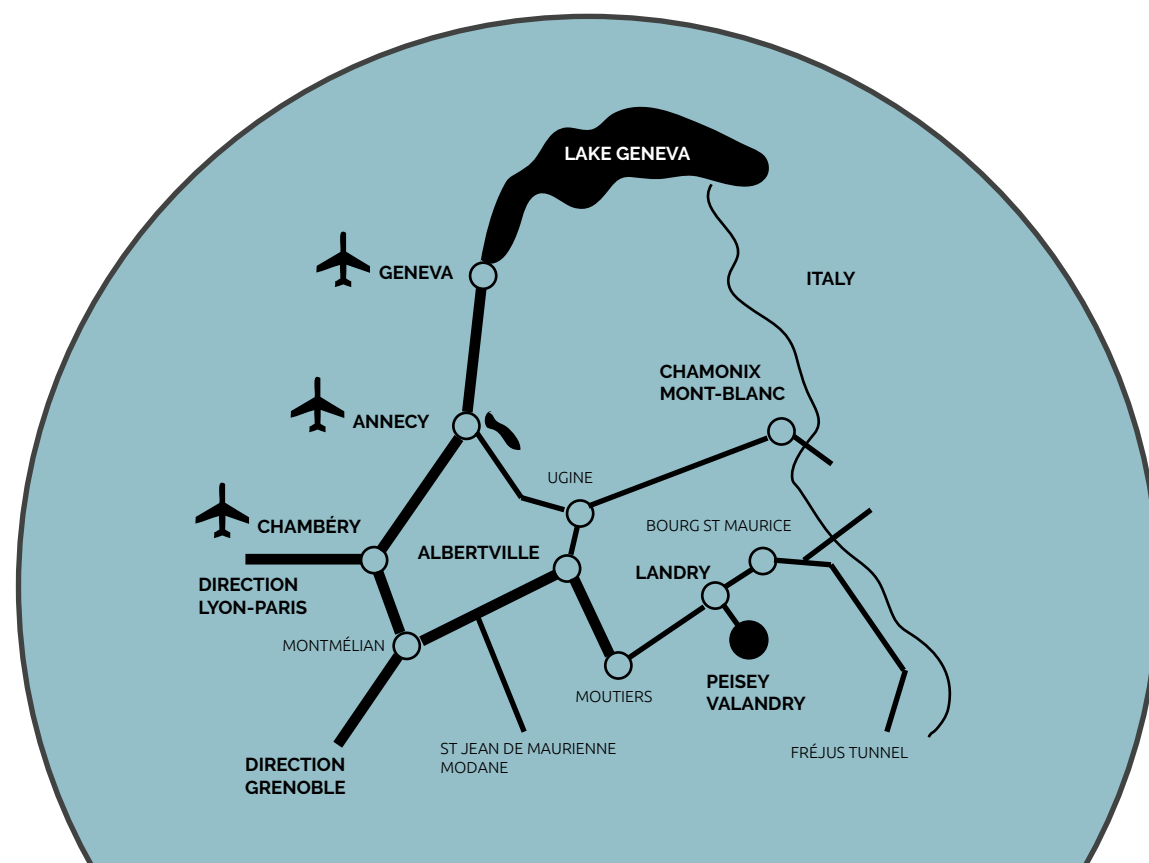 LAKE GENEVA
GENEVA
ITALY
CHAMONIX
MONT-BLANC
ANNECY
UGINE
CHAMBÉRY
BOURG ST MAURICE
ALBERTVILLE
LANDRY
DIRECTION
LYON-PARIS
MONTMÉLIAN
MOUTIERS
PEISEY
VALANDRY
ST JEAN DE MAURIENNE
MODANE
FRÉJUS TUNNEL
DIRECTION
GRENOBLE